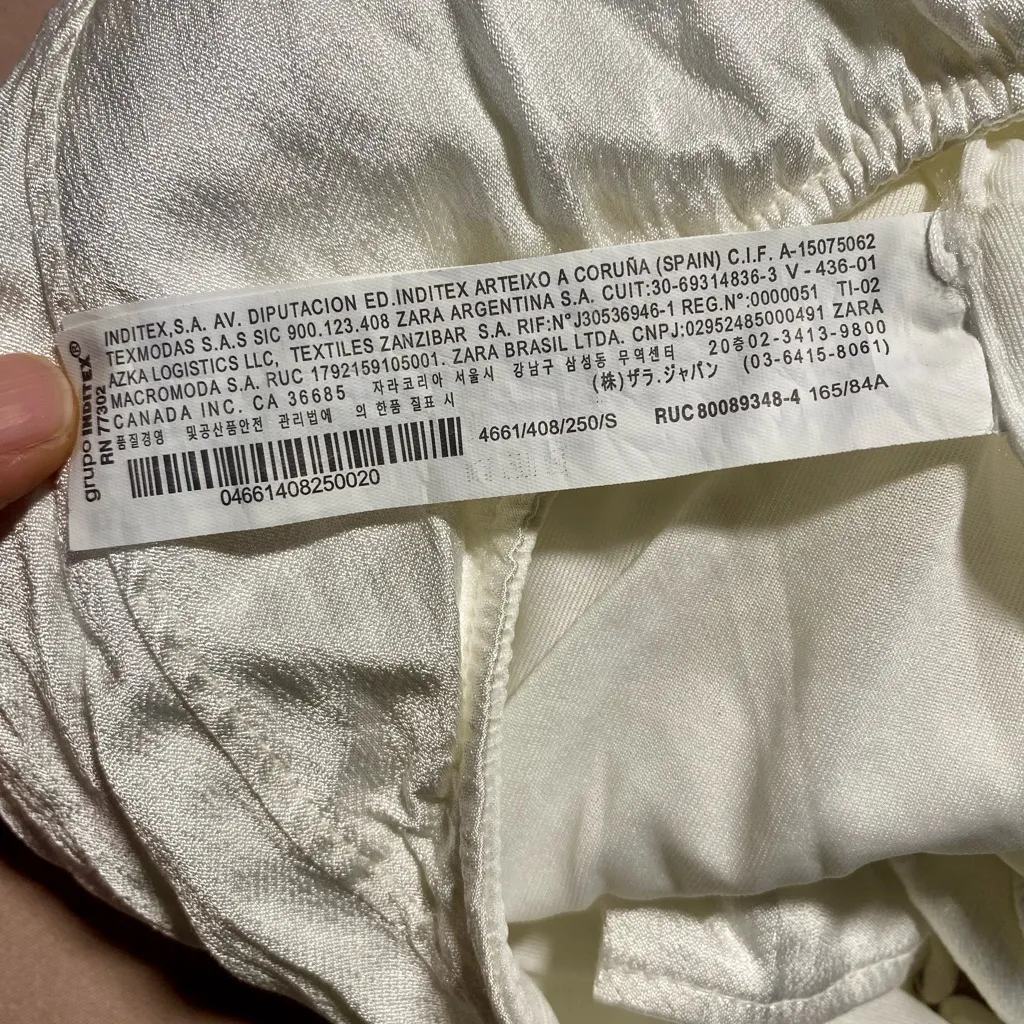 grupo INDITEX®
RN 77302
INDITEX,S.A. AV. DIPUTACION ED.INDITEX ARTEIXO A CORUÑA (SPAIN) C.I.F. A-15075062
TEXMODAS S.A.S SIC 900.123.408 ZARA ARGENTINA S.A. CUIT:30-69314836-3 V - 436-01
AZKA LOGISTICS LLC, TEXTILES ZANZIBAR S.A. RIF:N°J30536946-1 REG.N°:0000051 TI-02
MACROMODA S.A. RUC 1792159105001. ZARA BRASIL LTDA. CNPJ:02952485000491 ZARA
CANADA INC. CA 36685 자라코리아 서울시 강남구 삼성동 무역센터 20층02-3413-9800
품질경영 및공산품안전 관리법에 의 한품 질표 시 (株)ザラ.ジャパン (03-6415-8061)
4661/408/250/S RUC80089348-4 165/84A
04661408250020